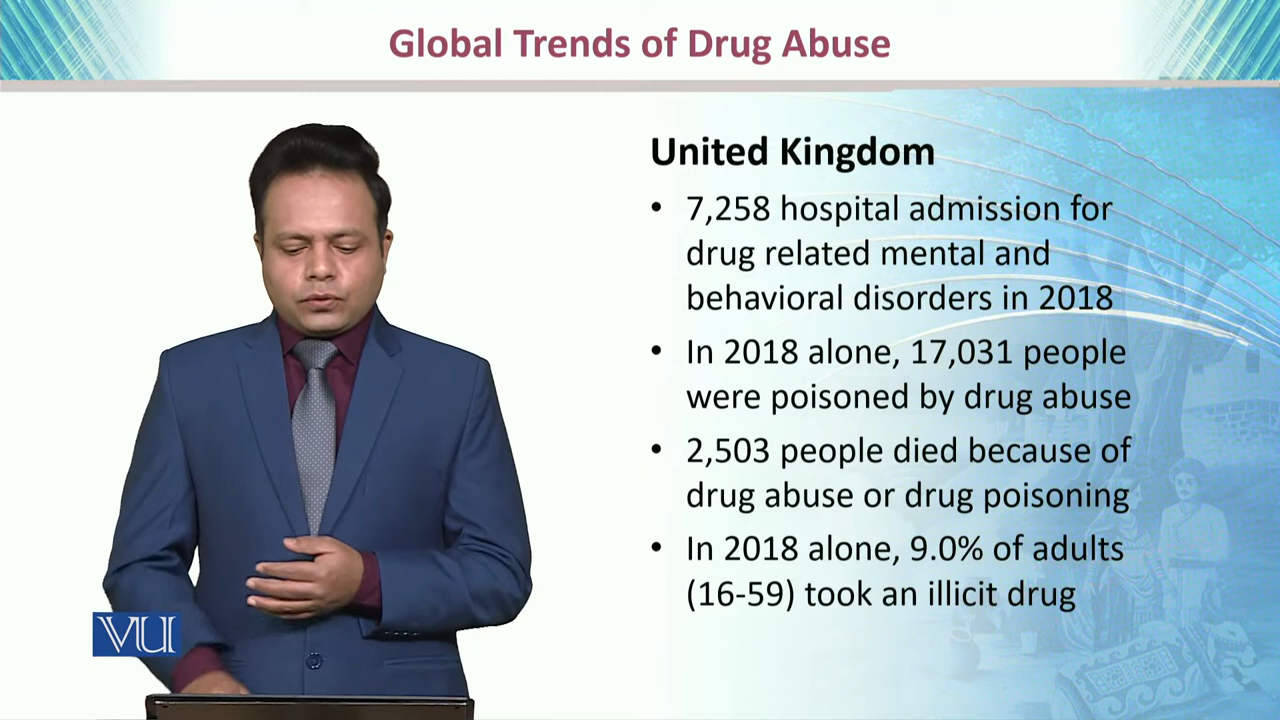 Global Trends of Drug Abuse
United Kingdom
• 7,258 hospital admission for
drug related mental and
behavioral disorders in 2018
• In 2018 alone, 17,031 people
were poisoned by drug abuse
• 2,503 people died because of
drug abuse or drug poisoning
• In 2018 alone, 9.0% of adults
(16-59) took an illicit drug
VU